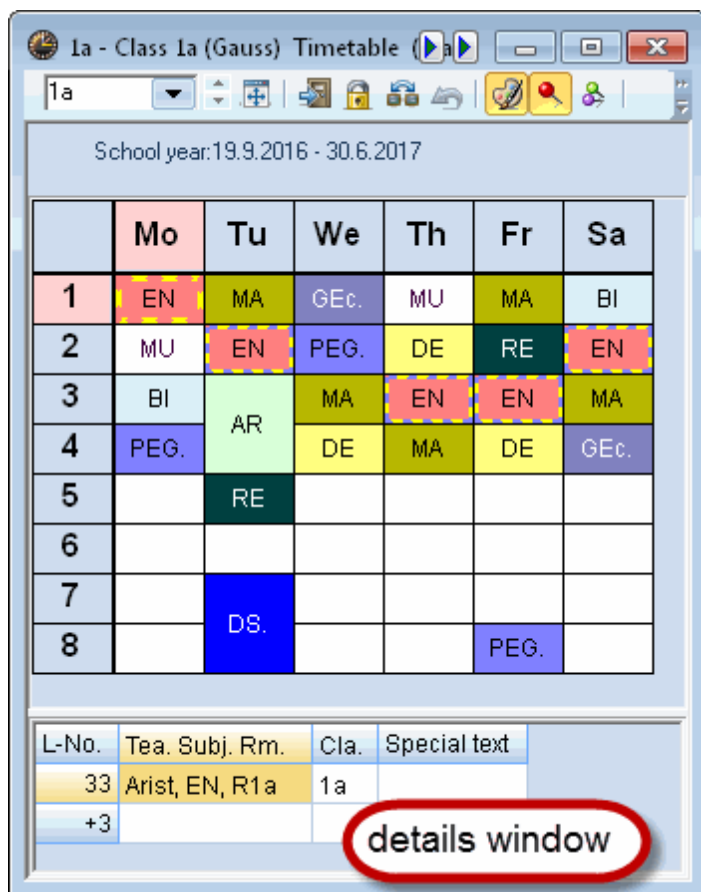 1a - Class 1a (Gauss) Timetable (
1a
School year:19.9.2016 - 30.6.2017
Mo Tu We Th Fr Sa
1 EN MA GEc. MU MA BI
2 MU EN PEG. DE RE EN
3 BI AR MA EN EN MA
4 PEG. DE MA DE GEc.
5 RE
6
7 DS.
8 PEG.
L-No. Tea. Subj. Rm. Cla. Special text
33 Arist, EN, R1a 1a
+3
details window